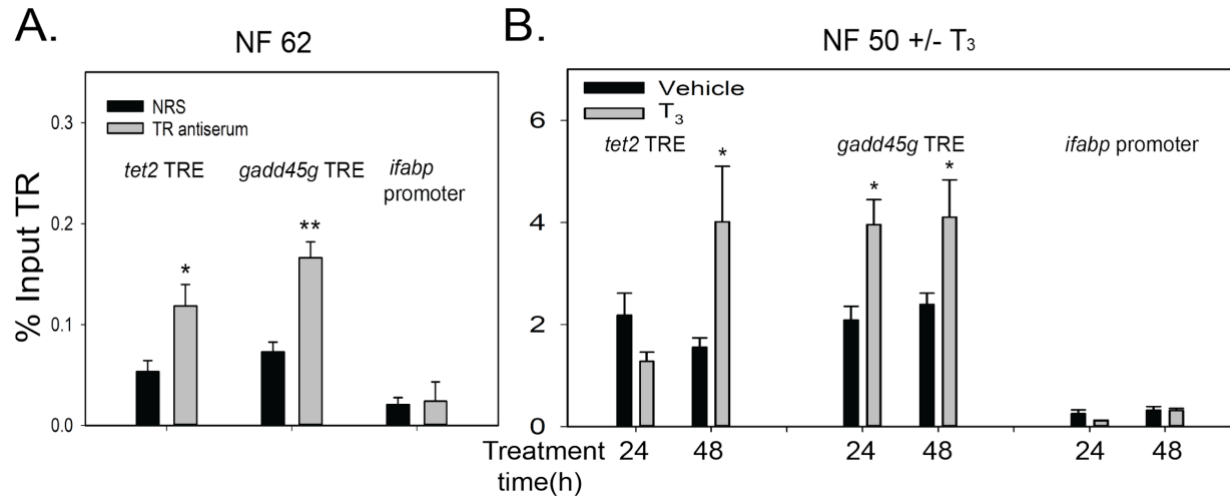 A.
NF 62
% Input TR
0.3
0.2
0.1
0.0
NRS
TR antiserum
tet2 TRE
gadd45g TRE
ifabp
promoter
*
**
B.
NF 50 +/- T3
6
4
2
0
Vehicle
T3
tet2 TRE
gadd45g TRE
ifabp promoter
*
*
*
Treatment
time(h)
24 48 24 48 24 48